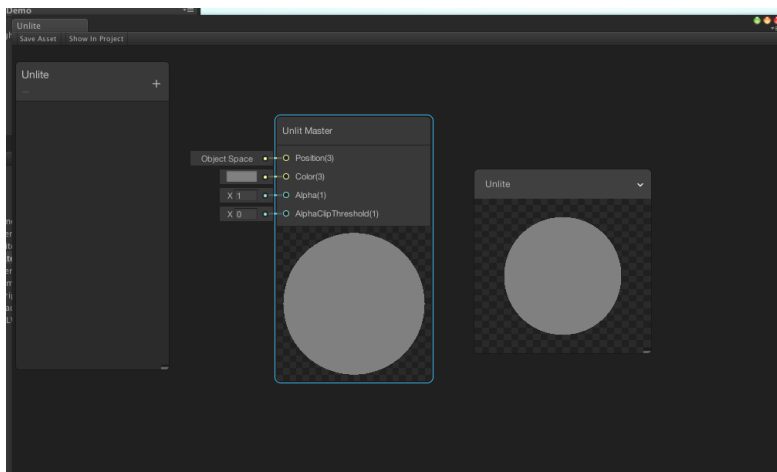 Demo
Unlite
Save Asset Show In Project
Unlite
Unlit Master
Object Space Position(3)
Color(3)
X 1 Alpha(1)
X 0 AlphaClipThreshold(1)
Unlite